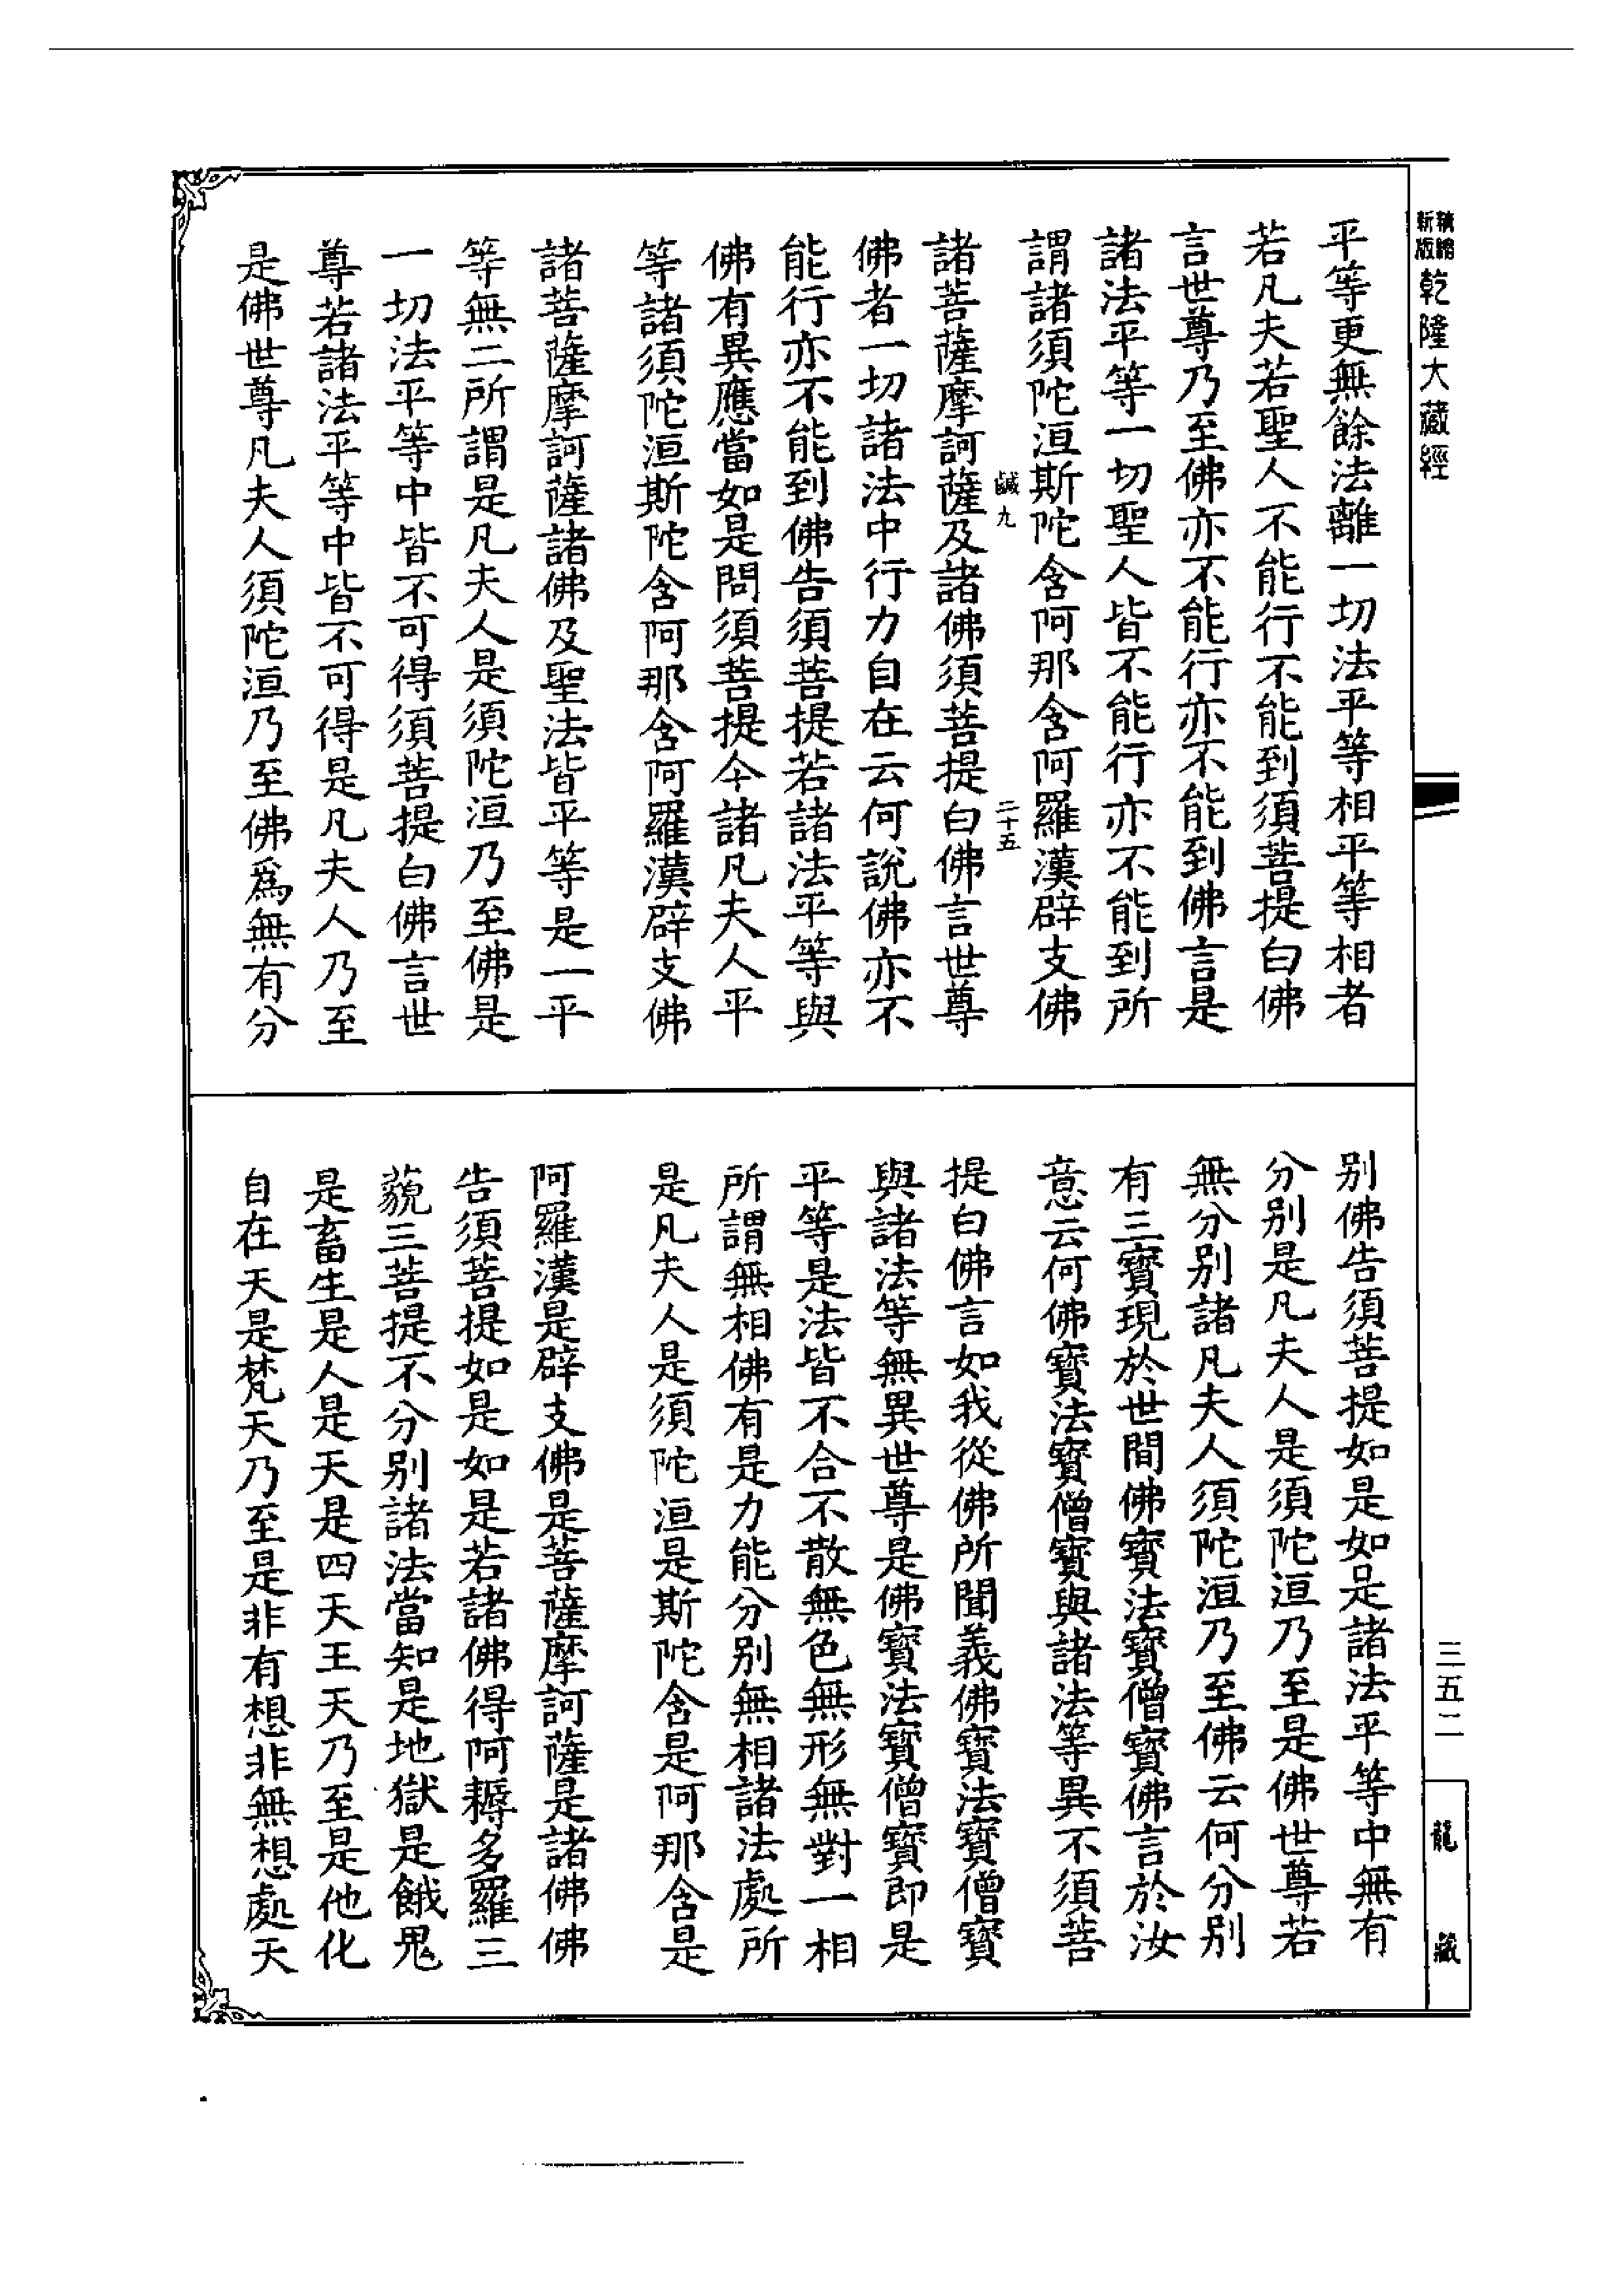 精縮新版 乾隆大藏經
平等更無餘法離一切法平等相平等相者
若凡夫若聖人不能行不能到須菩提白佛
言世尊乃至佛亦不能行亦不能到佛言是
諸法平等一切聖人皆不能行亦不能到所
謂諸須陀洹斯陀含阿那含阿羅漢辟支佛
鹹九 二十五
諸菩薩摩訶薩及諸佛須菩提白佛言世尊
佛者一切諸法中行力自在云何說佛亦不
能行亦不能到佛告須菩提若諸法平等與
佛有異應當如是問須菩提今諸凡夫人平
等諸須陀洹斯陀含阿那含阿羅漢辟支佛
諸菩薩摩訶薩諸佛及聖法皆平等是一平
等無二所謂是凡夫人是須陀洹乃至佛是
一切法平等中皆不可得須菩提白佛言世
尊若諸法平等中皆不可得是凡夫人乃至
是佛世尊凡夫人須陀洹乃至佛爲無有分
別佛告須菩提如是如是諸法平等中無有
分別是凡夫人是須陀洹乃至是佛世尊若
無分別諸凡夫人須陀洹乃至佛云何分別
有三寶現於世間佛寶法寶僧寶佛言於汝
意云何佛寶法寶僧寶與諸法等異不須菩
提白佛言如我從佛所聞義佛寶法寶僧寶
與諸法等無異世尊是佛寶法寶僧寶即是
平等是法皆不合不散無色無形無對一相
所謂無相佛有是力能分別無相諸法處所
是凡夫人是須陀洹是斯陀含是阿那含是
阿羅漢是辟支佛是菩薩摩訶薩是諸佛佛
告須菩提如是如是若諸佛得阿耨多羅三
藐三菩提不分別諸法當知是地獄是餓鬼
是畜生是人是天是四天王天乃至是他化
自在天是梵天乃至是非有想非無想處天
三五二
龍藏